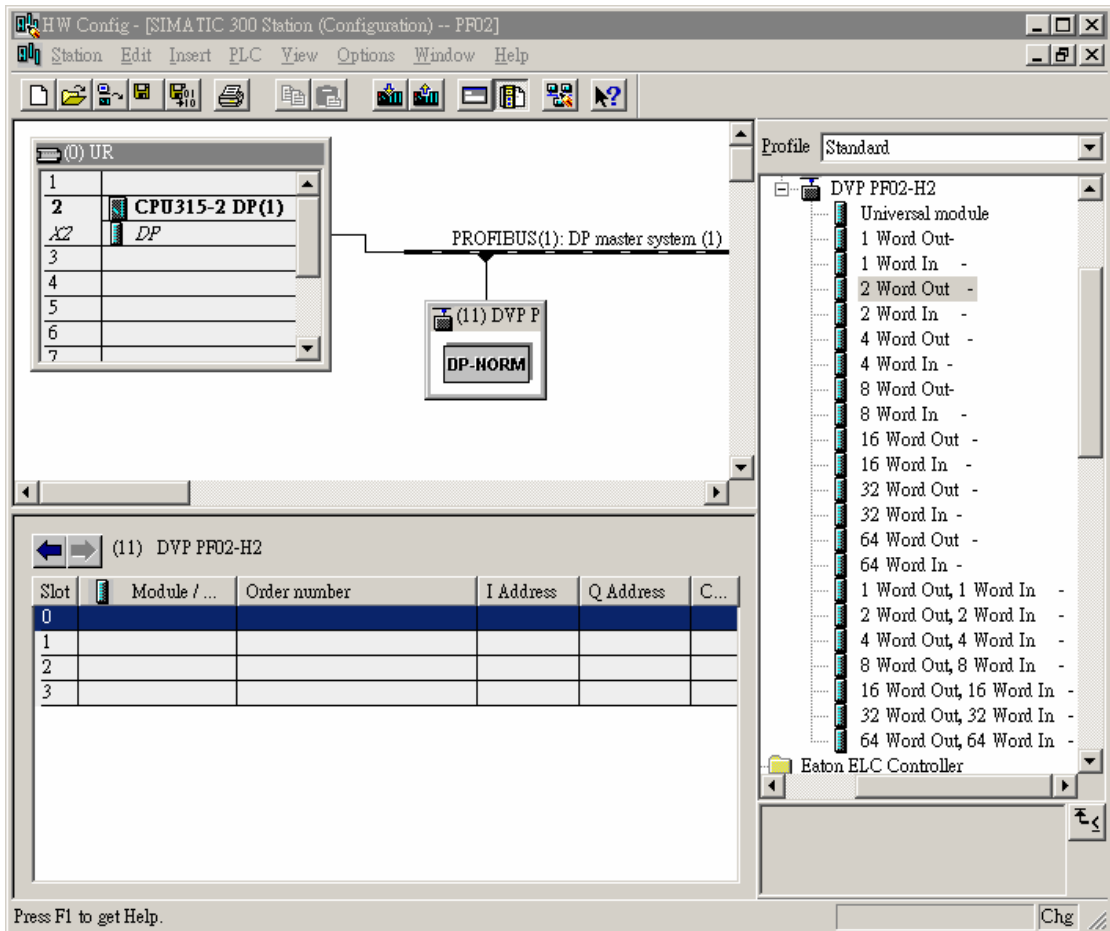 HW Config - [SIMATIC 300 Station (Configuration) -- PF02]
Station Edit Insert PLC View Options Window Help
(0) UR
1
2 CPU315-2 DP(1)
X2 DP
3
4
5
6
7
PROFIBUS(1): DP master system (1)
(11) DVP P
DP-NORM
Profile Standard
DVP PF02-H2
Universal module
1 Word Out-
1 Word In -
2 Word Out -
2 Word In -
4 Word Out -
4 Word In -
8 Word Out-
8 Word In -
16 Word Out -
16 Word In -
32 Word Out -
32 Word In -
64 Word Out -
64 Word In -
1 Word Out, 1 Word In -
2 Word Out, 2 Word In -
4 Word Out, 4 Word In -
8 Word Out, 8 Word In -
16 Word Out, 16 Word In -
32 Word Out, 32 Word In -
64 Word Out, 64 Word In -
Eaton ELC Controller
(11) DVP PF02-H2
Slot Module / ... Order number I Address Q Address C...
0
1
2
3
Press F1 to get Help.
Chg